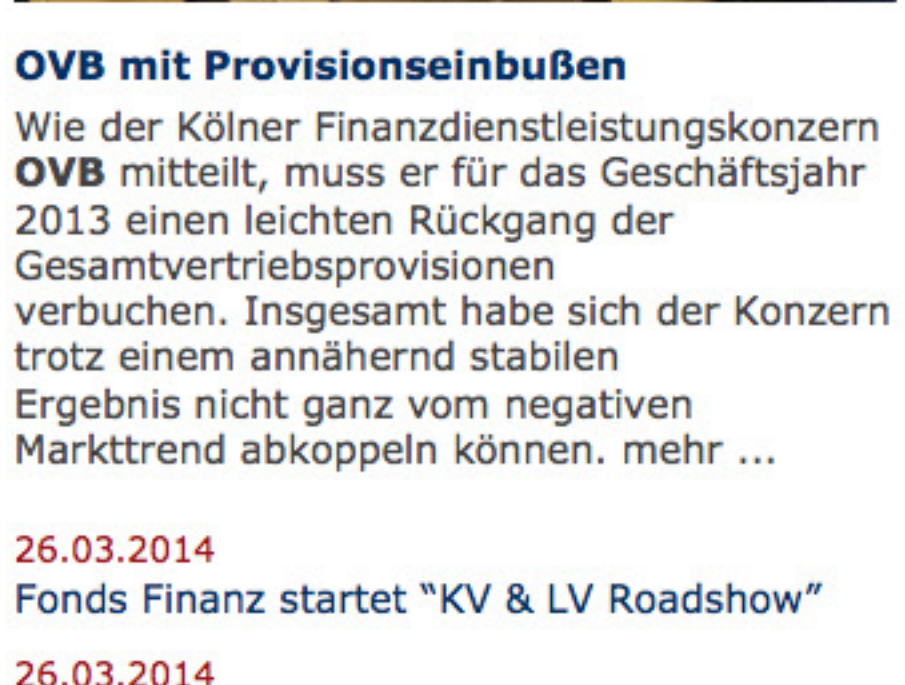 OVB mit Provisionseinbußen
Wie der Kölner Finanzdienstleistungskonzern
OVB mitteilt, muss er für das Geschäftsjahr
2013 einen leichten Rückgang der
Gesamtvertriebsprovisionen
verbuchen. Insgesamt habe sich der Konzern
trotz einem annähernd stabilen
Ergebnis nicht ganz vom negativen
Markttrend abkoppeln können. mehr ...
26.03.2014
Fonds Finanz startet “KV & LV Roadshow”
26.03.2014